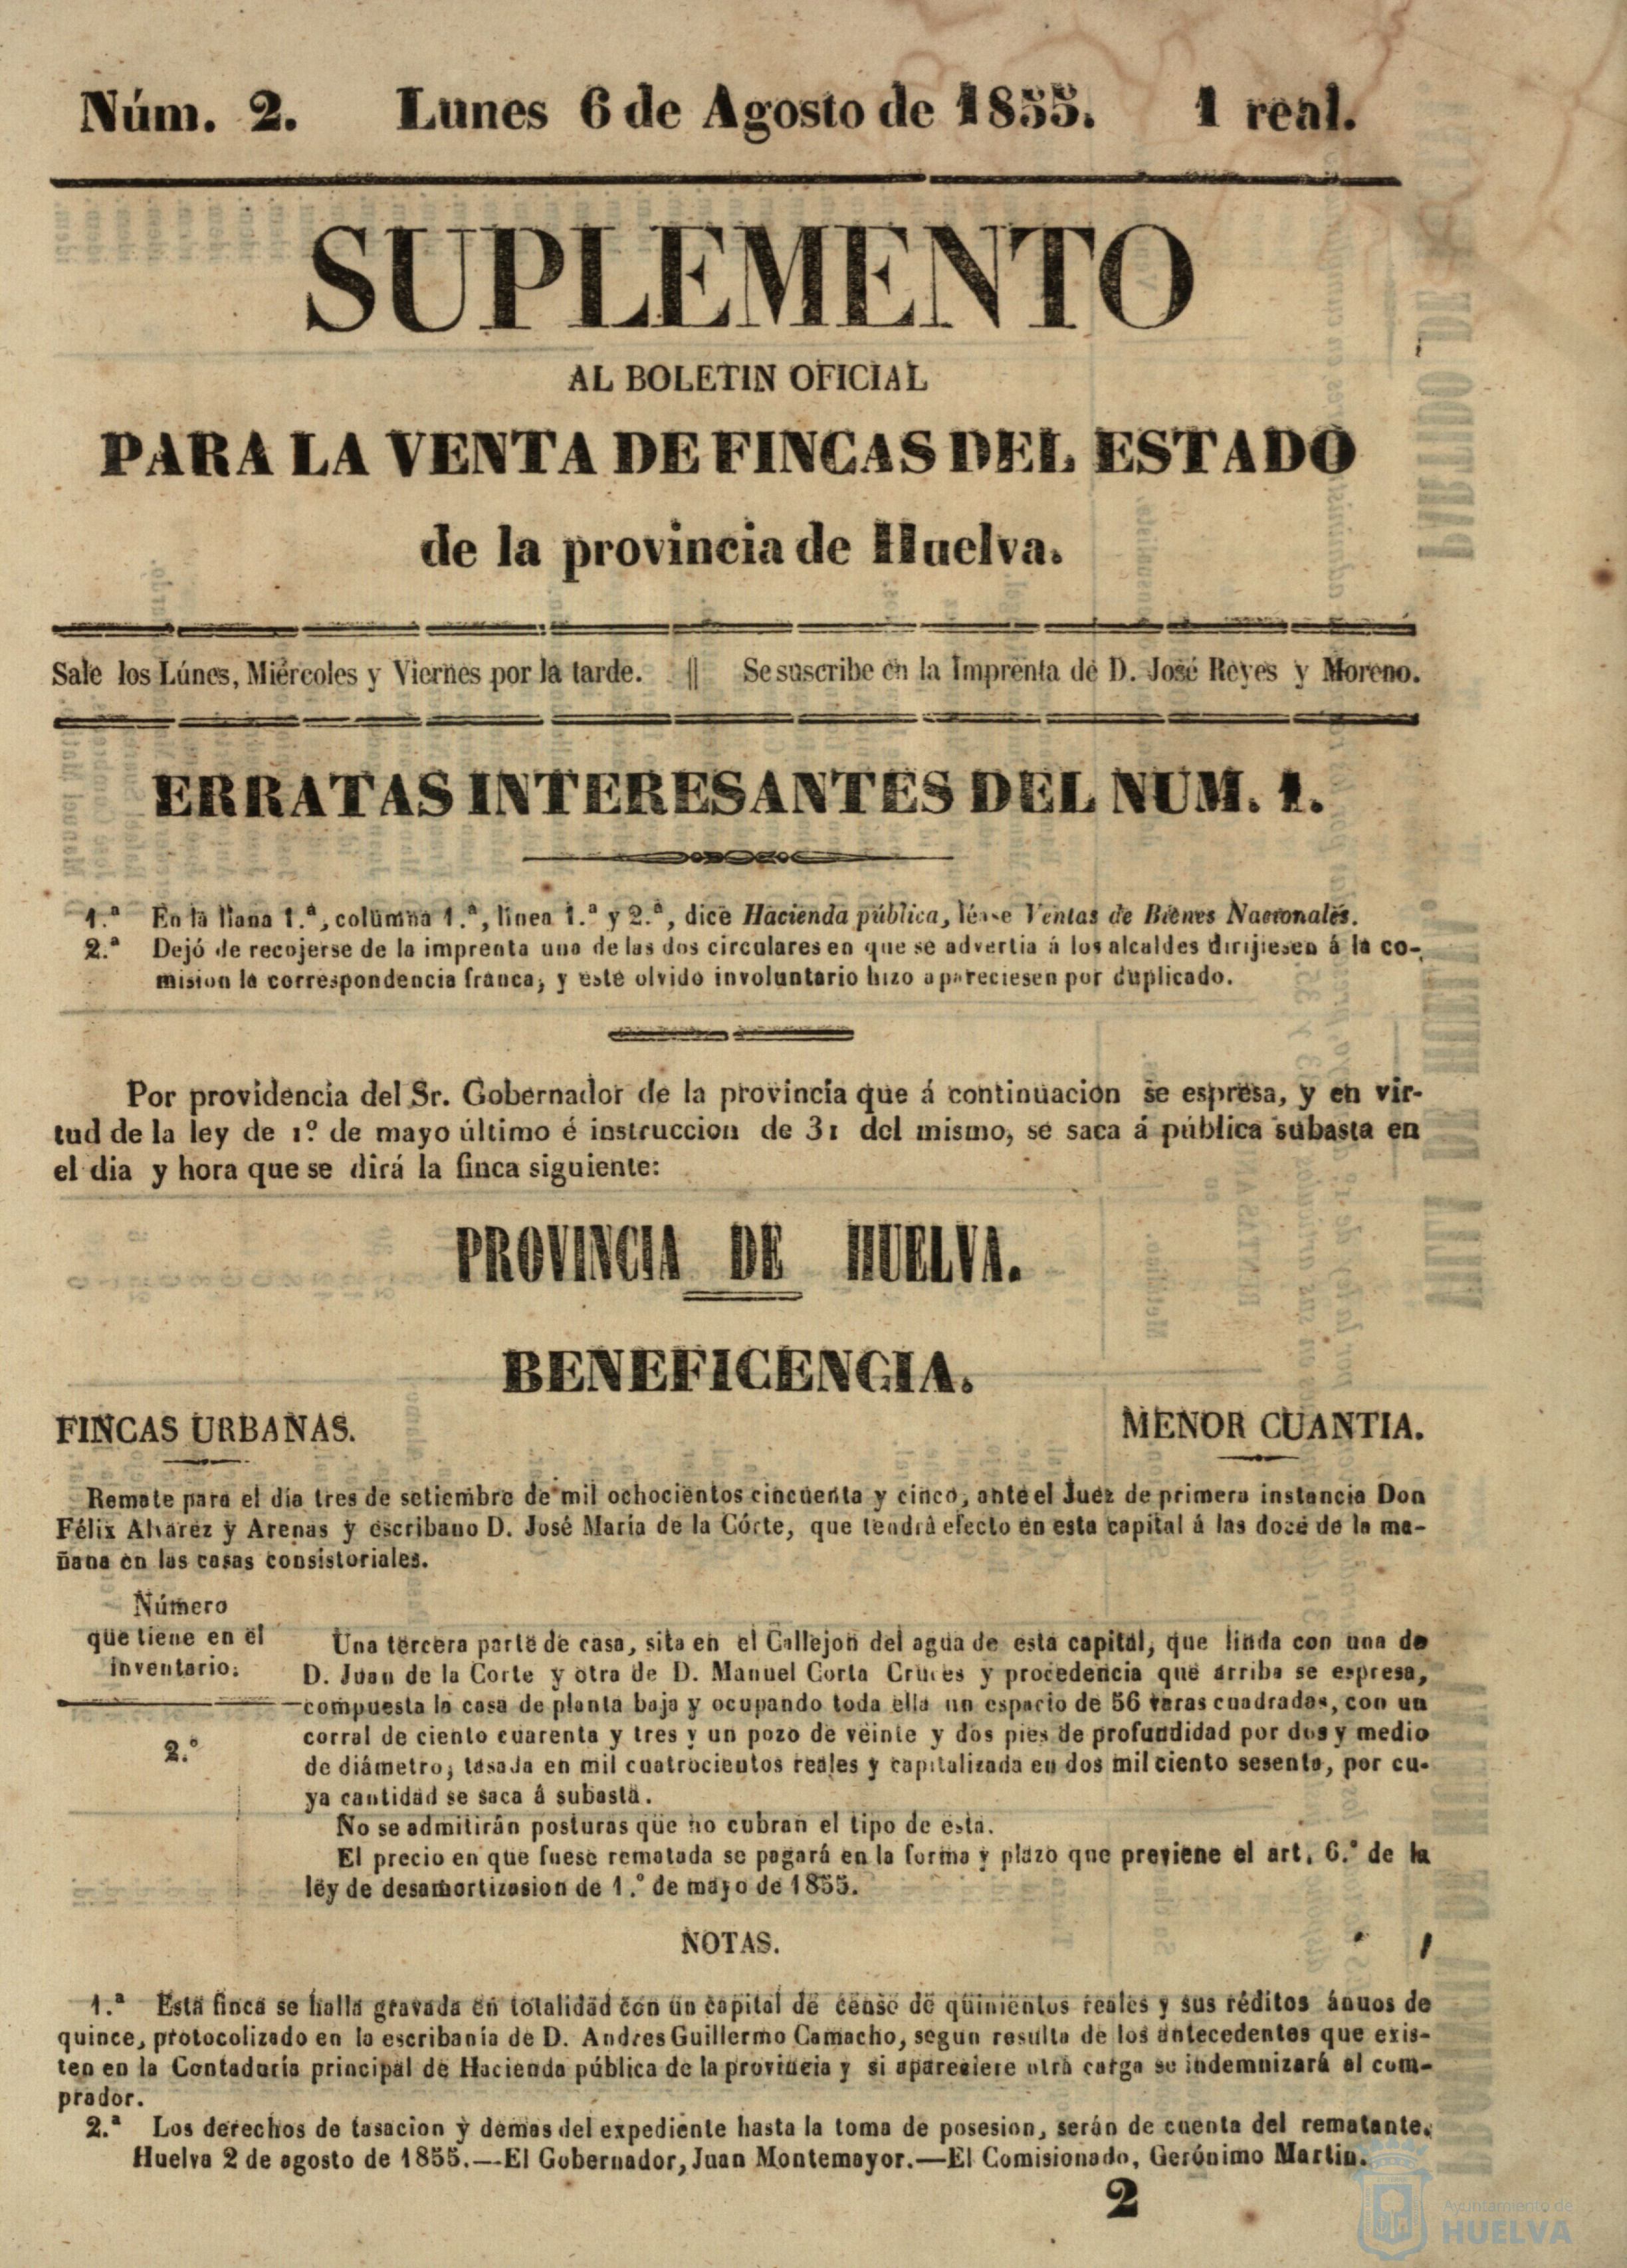 Núm. 2. Lunes 6 de Agosto de 1855. 1 real.
SUPLEMENTO
AL BOLETIN OFICIAL
PARA LA VENTA DE FINCAS DEL ESTADO
de la provincia de Huelva.
Sale los Lúnes, Miércoles y Viernes por la tarde. || Se suscribe en la Imprenta de D. José Reyes y Moreno.
ERRATAS INTERESANTES DEL NUM. 1.
1.ª En la llana 1.ª, columna 1.ª, línea 1.ª y 2.ª, dice Hacienda pública, léase Ventas de Bienes Nacionales.
2.ª Dejó de recojerse de la imprenta una de las dos circulares en que se advertia á los alcaldes dirijiesen á la co-
mision la correspondencia franca; y este olvido involuntario hizo apareciesen por duplicado.
Por providencia del Sr. Gobernador de la provincia que á continuación se espresa, y en vir-
tud de la ley de 1.º de mayo último é instruccion de 31 del mismo, se saca á pública subasta en
el dia y hora que se dirá la finca siguiente:
PROVINCIA DE HUELVA.
BENEFICENCIA.
FINCAS URBANAS. MENOR CUANTIA.
Remate para el dia tres de setiembre de mil ochocientos cincuenta y cinco, ante el Juez de primera instancia Don
Félix Alvarez y Arenas y escribano D. José María de la Córte, que tendrá efecto en esta capital á las doce de la ma-
ñana en las casas consistoriales.
Número
que tiene en el
inventario.
2.º
Una tercera parte de casa, sita en el Callejon del agua de esta capital, que linda con una de
D. Juan de la Corte y otra de D. Manuel Corta Cruces y procedencia que arriba se espresa,
compuesta la casa de planta baja y ocupando toda ella un espacio de 56 varas cuadradas, con un
corral de ciento cuarenta y tres y un pozo de veinte y dos pies de profundidad por dos y medio
de diámetro; tasada en mil cuatrocientos reales y capitalizada en dos mil ciento sesenta, por cu-
ya cantidad se saca á subasta.
No se admitirán posturas que no cubran el tipo de esta.
El precio en que fuese rematada se pagará en la forma y plazo que previene el art. 6.º de la
ley de desamortizasion de 1.º de mayo de 1855.
NOTAS.
1.ª Esta finca se halla gravada en totalidad con un capital de censo de quinientos reales y sus réditos ánuos de
quince, protocolizado en la escribanía de D. Andres Guillermo Camacho, segun resulta de los antecedentes que exis-
ten en la Contaduría principal de Hacienda pública de la provincia y si apareciere otra carga se indemnizará al com-
prador.
2.ª Los derechos de tasacion y demas del expediente hasta la toma de posesion, serán de cuenta del rematante.
Huelva 2 de agosto de 1855.—El Gobernador, Juan Montemayor.—El Comisionado, Gerónimo Martin.
2
Ayuntamiento de
HUELVA